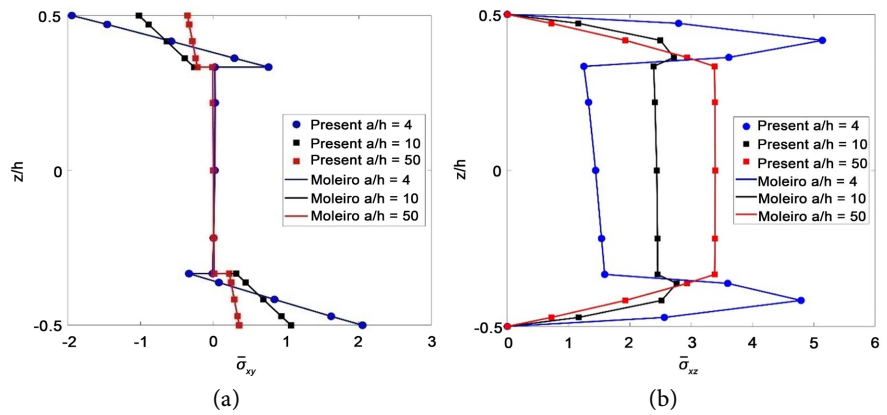 0.5
0
-0.5
z/h
-2
-1
0
1
2
3
σ̄xy
Present a/h = 4
Present a/h = 10
Present a/h = 50
Moleiro a/h = 4
Moleiro a/h = 10
Moleiro a/h = 50
(a)
0.5
0
-0.5
z/h
0
1
2
3
4
5
6
σ̄xz
Present a/h = 4
Present a/h = 10
Present a/h = 50
Moleiro a/h = 4
Moleiro a/h = 10
Moleiro a/h = 50
(b)